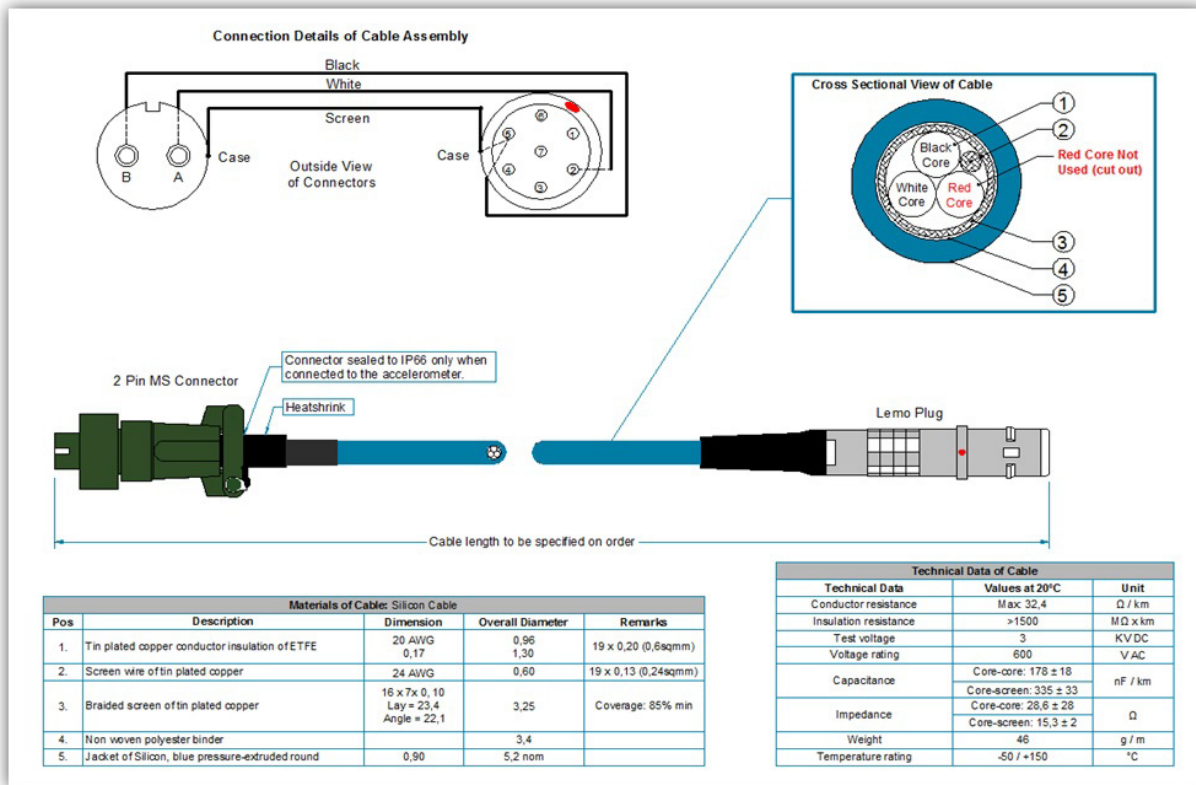 Connection Details of Cable Assembly
Black
White
Screen
Case
B
A
Outside View
of Connectors
Case
6
1
5
7
4
2
3
Cross Sectional View of Cable
1
2
Black
Core
Red Core Not
Used (cut out)
White
Core
Red
Core
3
4
5
Connector sealed to IP66 only when
connected to the accelerometer.
2 Pin MS Connector
Heatshrink
Lemo Plug
Cable length to be specified on order
Materials of Cable: Silicon Cable
Pos Description Dimension Overall Diameter Remarks
1. Tin plated copper conductor insulation of ETFE 20 AWG 0,96 19 x 0,20 (0,6sqmm)
0,17 1,30
2. Screen wire of tin plated copper 24 AWG 0,60 19 x 0,13 (0,24sqmm)
3. Braided screen of tin plated copper 16 x 7x 0, 10 3,25 Coverage: 85% min
Lay = 23,4
Angle = 22,1
4. Non woven polyester binder 3,4
5. Jacket of Silicon, blue pressure-extruded round 0,90 5,2 nom
Technical Data of Cable
Technical Data Values at 20ºC Unit
Conductor resistance Max: 32,4 Ω / km
Insulation resistance >1500 MΩ x km
Test voltage 3 KV DC
Voltage rating 600 V AC
Capacitance Core-core: 178 ± 18 nF / km
Core-screen: 335 ± 33
Impedance Core-core: 28,6 ± 28 Ω
Core-screen: 15,3 ± 2
Weight 46 g / m
Temperature rating -50 / +150 °C